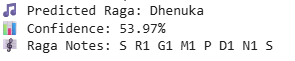 🎵 Predicted Raga: Dhenuka
📊 Confidence: 53.97%
🎼 Raga Notes: S R1 G1 M1 P D1 N1 S